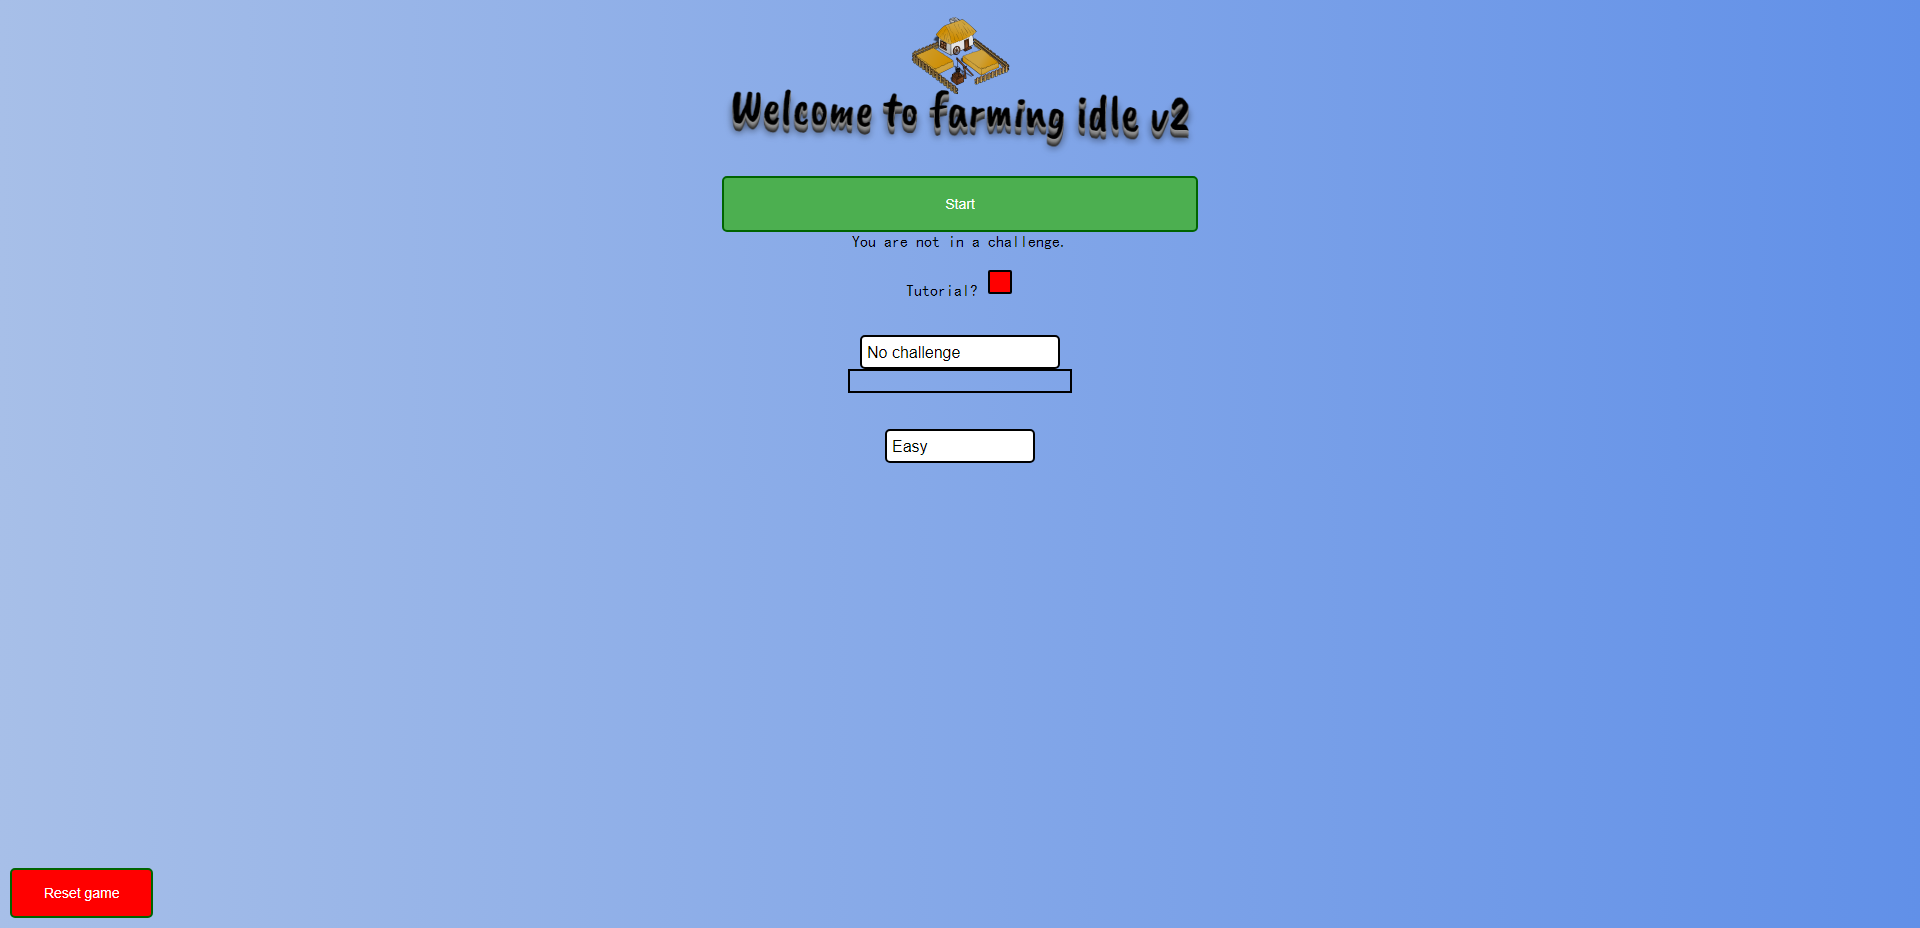 Welcome to farming idle v2
Start
You are not in a challenge.
Tutorial?
No challenge
Easy
Reset game